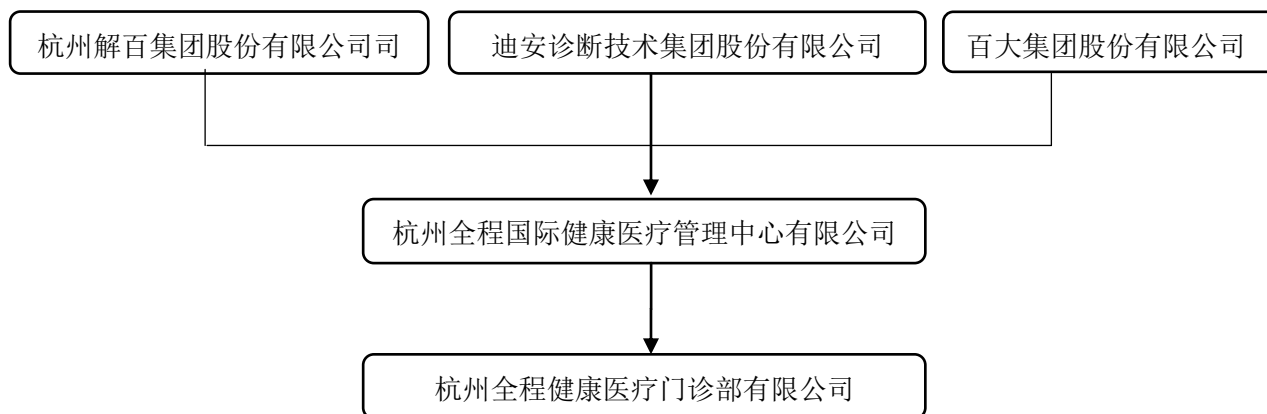 杭州解百集团股份有限公司司
迪安诊断技术集团股份有限公司
百大集团股份有限公司
杭州全程国际健康医疗管理中心有限公司
杭州全程健康医疗门诊部有限公司